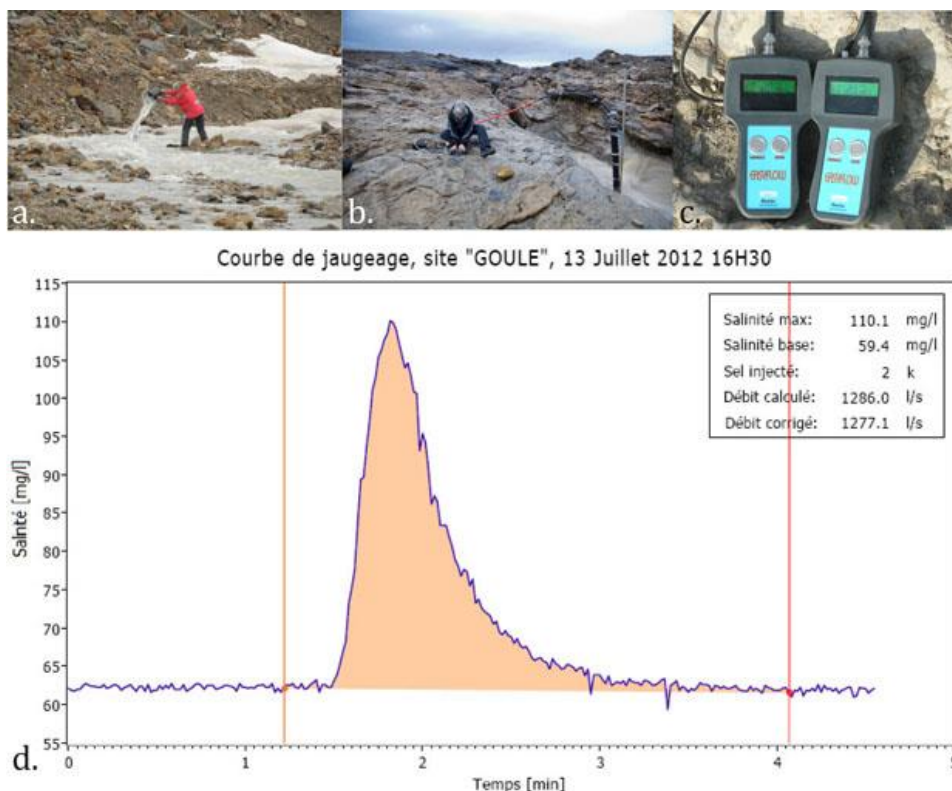 a.
b.
c.
EASYFLOW
EASYFLOW
Courbe de jaugeage, site "GOULE", 13 Juillet 2012 16H30
115
110
105
100
95
90
85
80
75
70
65
60
55
Salnté [mg/l]
Salinité max: 110.1 mg/l
Salinité base: 59.4 mg/l
Sel injecté: 2 k
Débit calculé: 1286.0 l/s
Débit corrigé: 1277.1 l/s
d.
0 1 2 3 4
Temps [min]